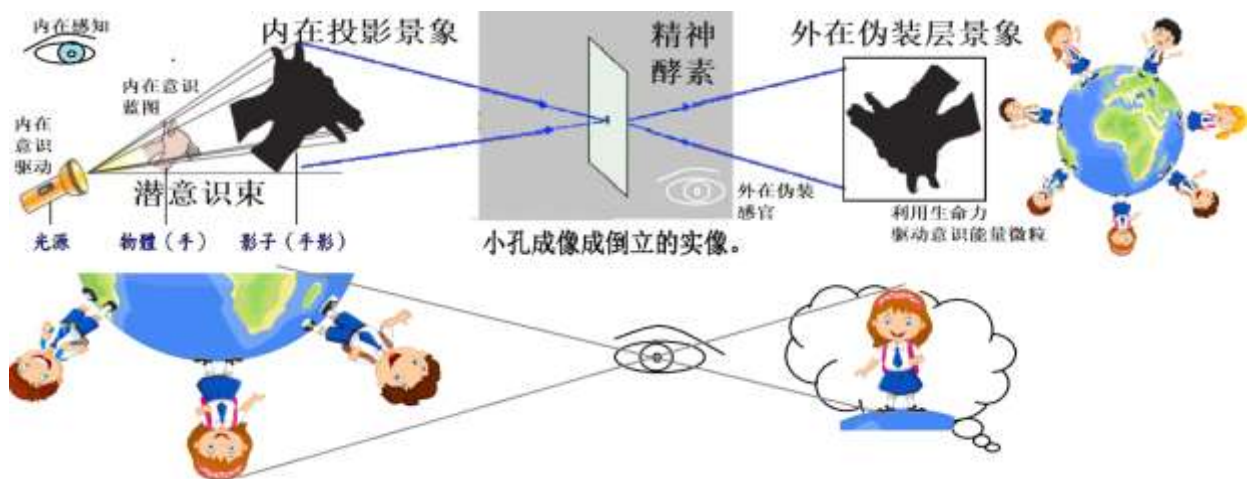 内在感知
内在投影景象
精神
酵素
外在伪装层景象
内在意识
蓝图
内在
意识
驱动
潜意识束
外在伪装
感官
利用生命力
驱动意识能量微粒
光源
物體（手）
影子（手影）
小孔成像成倒立的实像。